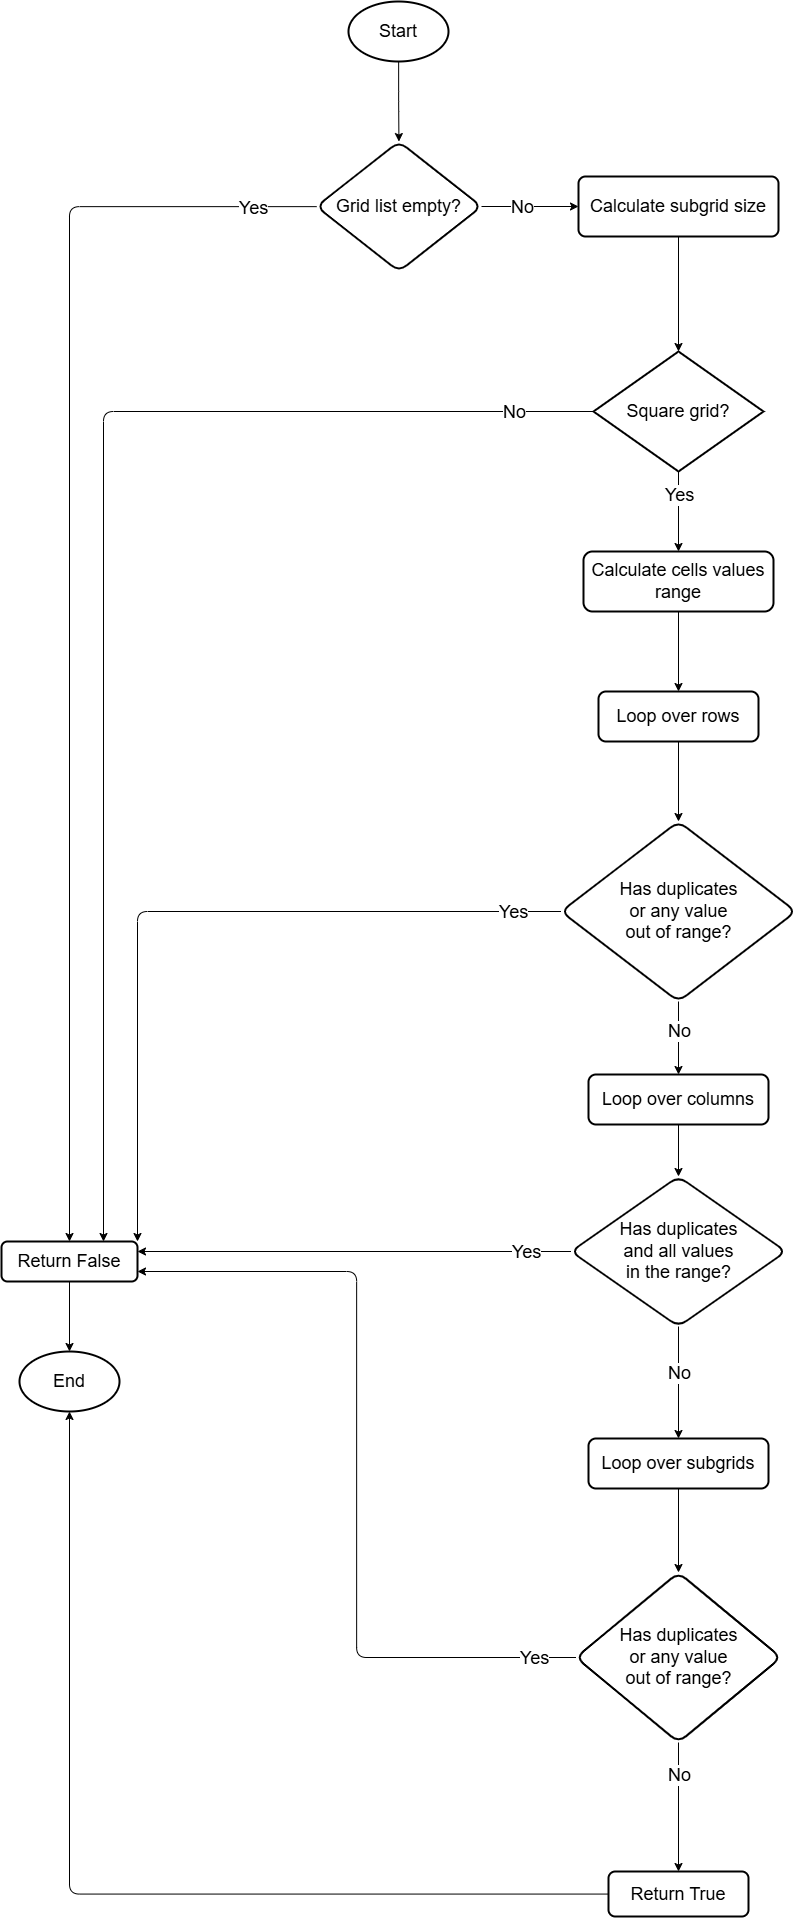 Start
Grid list empty?
Yes
No
Calculate subgrid size
Square grid?
No
Yes
Calculate cells values
range
Loop over rows
Has duplicates
or any value
out of range?
Yes
No
Loop over columns
Has duplicates
and all values
in the range?
Yes
Return False
End
No
Loop over subgrids
Has duplicates
or any value
out of range?
Yes
No
Return True